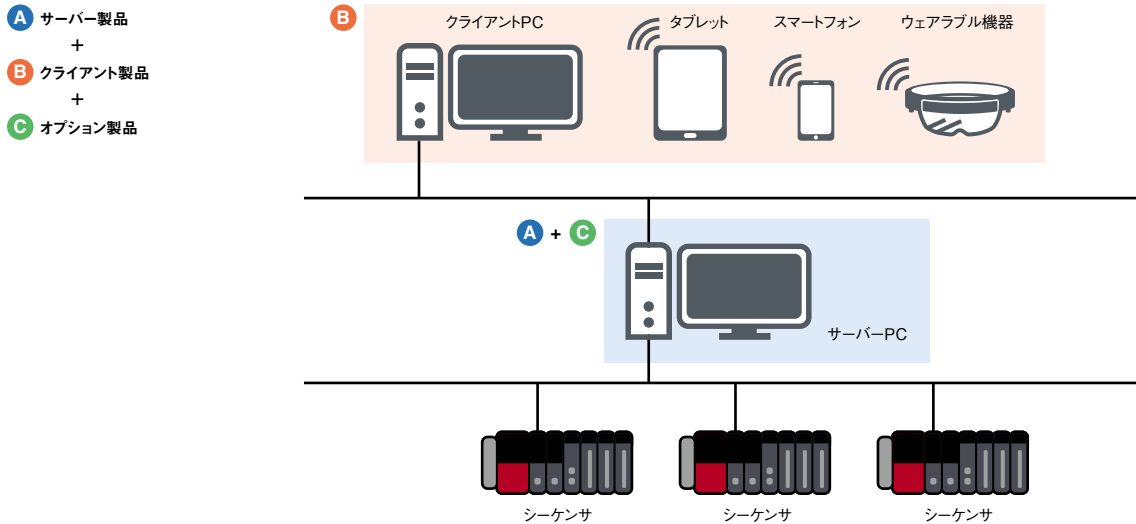 A サーバー製品
+
B クライアント製品
+
C オプション製品
B
クライアントPC
タブレット
スマートフォン
ウェアラブル機器
A + C
サーバーPC
シーケンサ
シーケンサ
シーケンサ